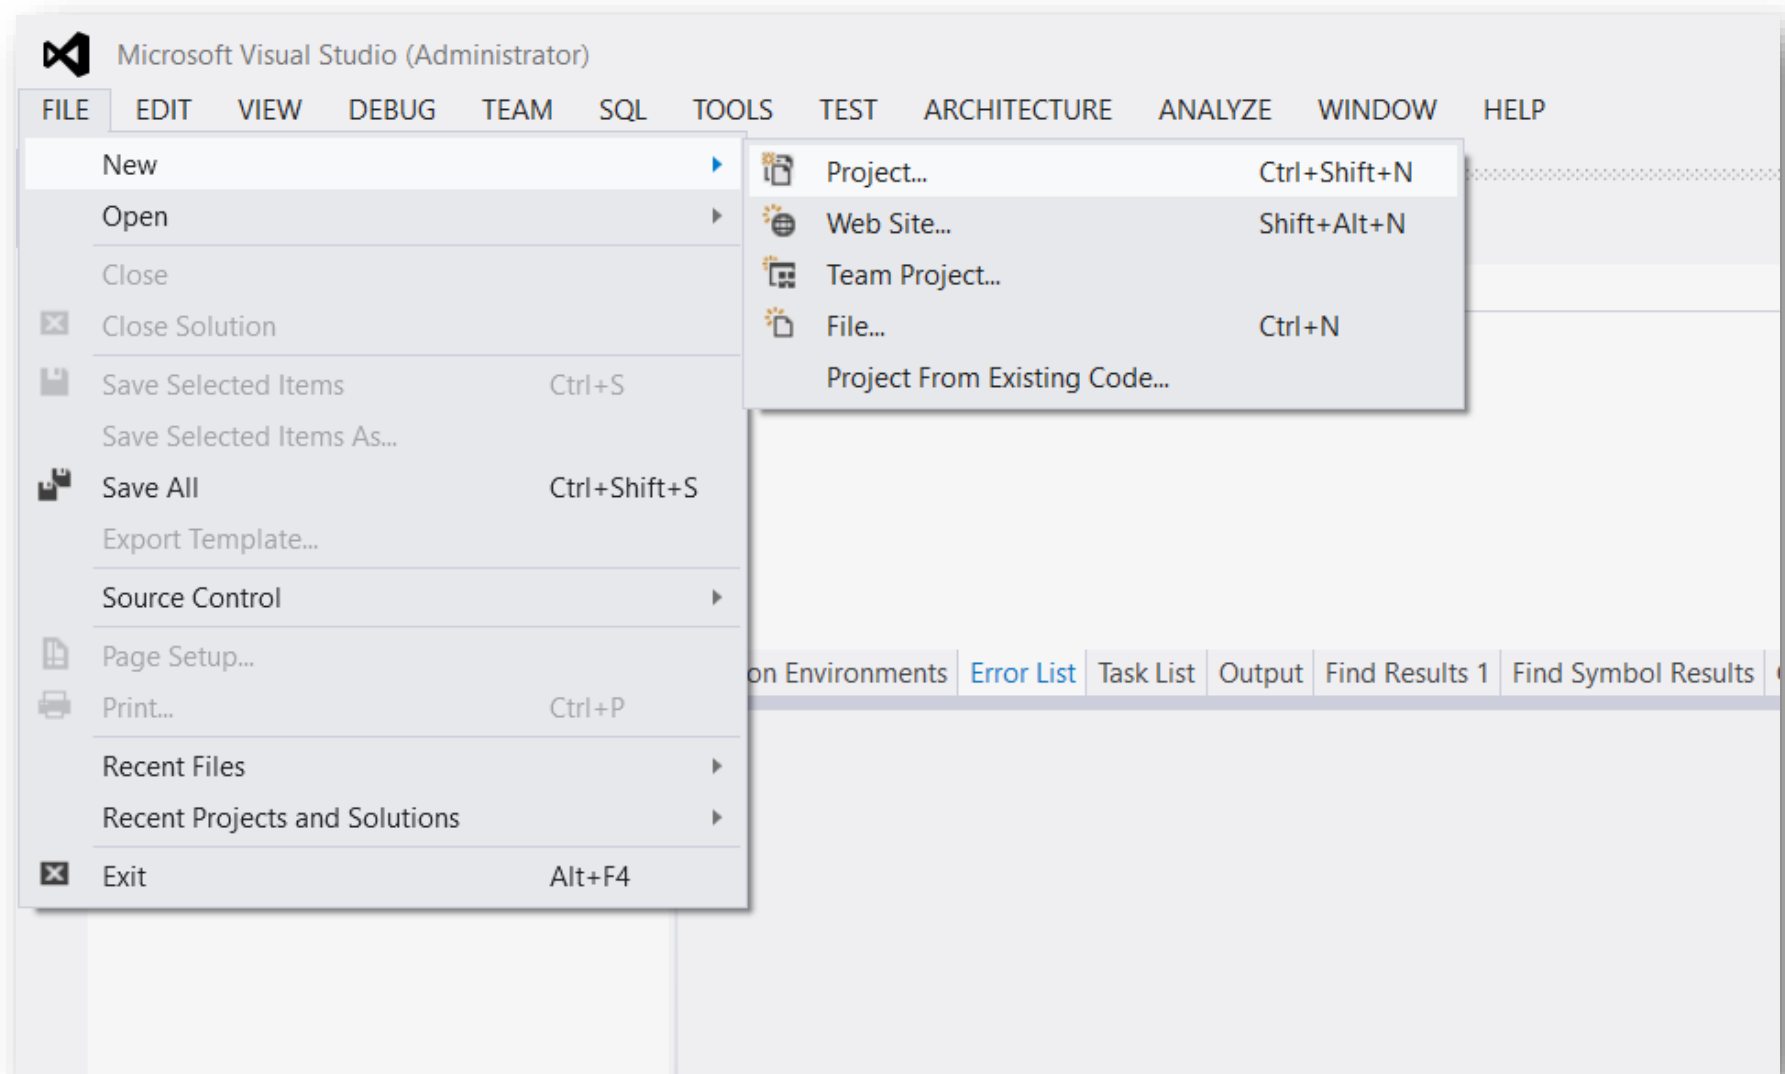 Microsoft Visual Studio (Administrator)
FILE EDIT VIEW DEBUG TEAM SQL TOOLS TEST ARCHITECTURE ANALYZE WINDOW HELP
New
Open
Close
Close Solution
Save Selected Items Ctrl+S
Save Selected Items As...
Save All Ctrl+Shift+S
Export Template...
Source Control
Page Setup...
Print... Ctrl+P
Recent Files
Recent Projects and Solutions
Exit Alt+F4
Project... Ctrl+Shift+N
Web Site... Shift+Alt+N
Team Project...
File... Ctrl+N
Project From Existing Code...
on Environments Error List Task List Output Find Results 1 Find Symbol Results